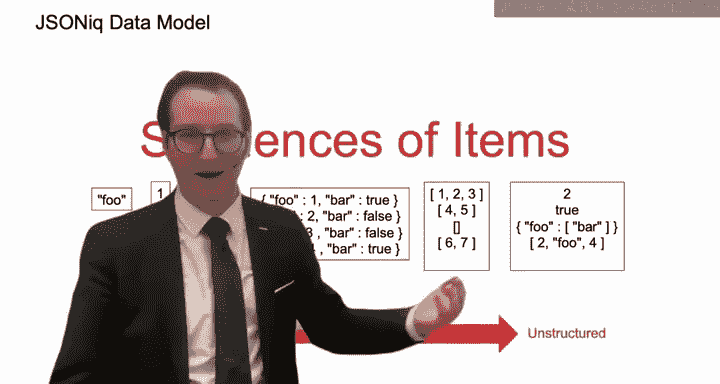 JSONiq Data Model
of Items
"foo"
1
{ "foo" : 1, "bar" : true }
2, "bar" : false }
, "bar" : false }
, "bar" : true }
[ 1, 2, 3 ]
[ 4, 5 ]
[]
[ 6, 7 ]
2
true
{ "foo" : [ "bar" ] }
[ 2, "foo", 4 ]
Unstructured